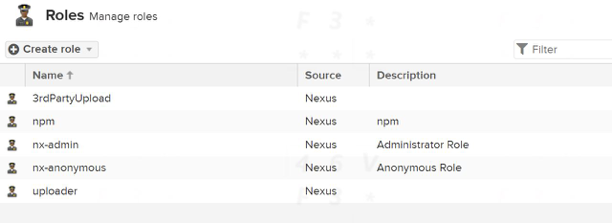 Roles Manage roles
Create role
Filter
Name Source Description
3rdPartyUpload Nexus
npm Nexus npm
nx-admin Nexus Administrator Role
nx-anonymous Nexus Anonymous Role
uploader Nexus